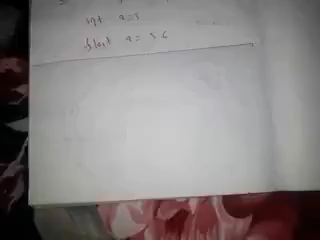 int a=5
float a= 5.6